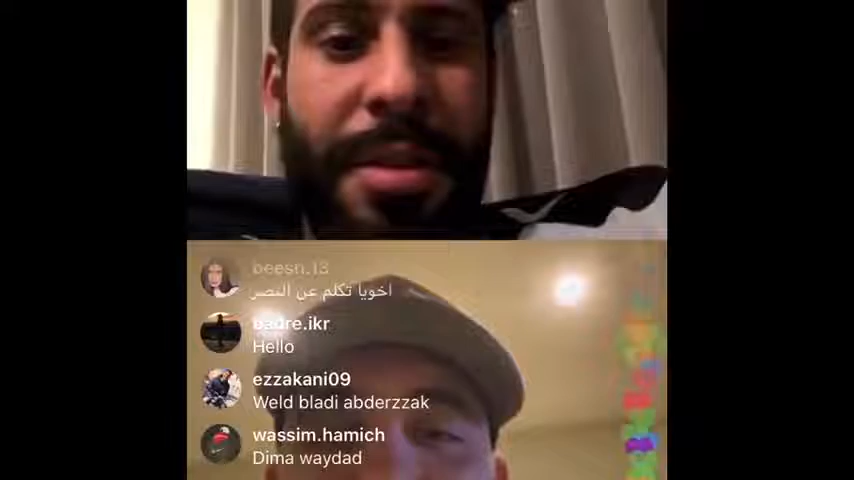 beesn.13
اخويا تكلم عن النصر
badre.ikr
Hello
ezzakani09
Weld bladi abderzzak
wassim.hamich
Dima waydad